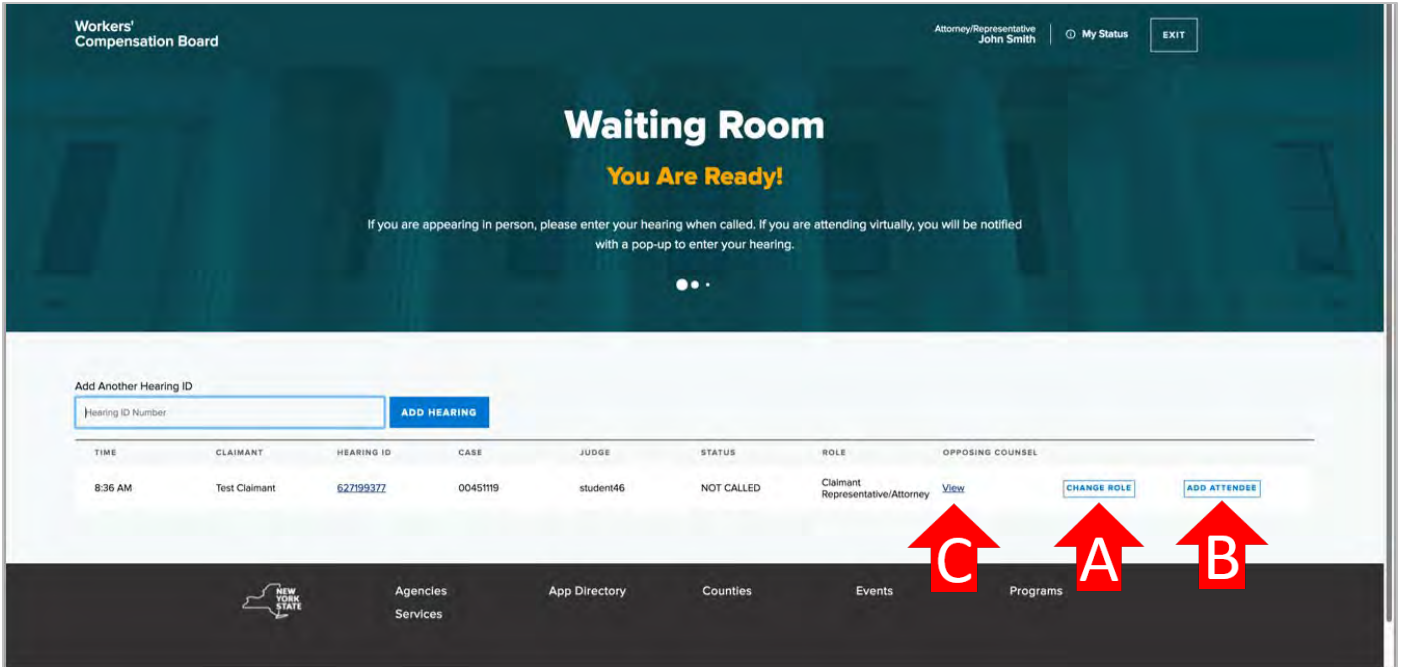 Workers'
Compensation Board
Attorney/Representative
John Smith
My Status
EXIT
Waiting Room
You Are Ready!
If you are appearing in person, please enter your hearing when called. If you are attending virtually, you will be notified
with a pop-up to enter your hearing.
Add Another Hearing ID
Hearing ID Number
ADD HEARING
TIME CLAIMANT HEARING ID CASE JUDGE STATUS ROLE OPPOSING COUNSEL
8:36 AM Test Claimant 627199377 00451119 student46 NOT CALLED Claimant
Representative/Attorney View CHANGE ROLE ADD ATTENDEE
C A B
NEW
YORK
STATE
Agencies App Directory Counties Events Programs
Services